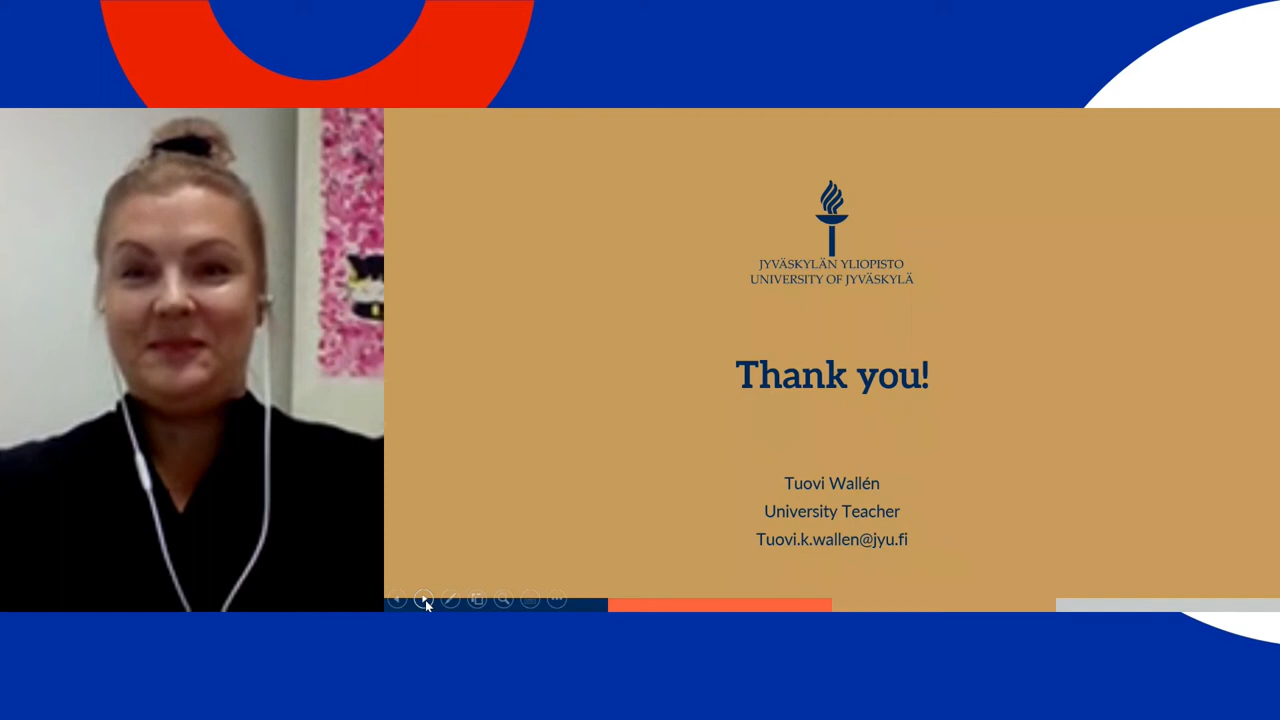 JYVÄSKYLÄN YLIOPISTO
UNIVERSITY OF JYVÄSKYLÄ
Thank you!
Tuovi Wallén
University Teacher
Tuovi.k.wallen@jyu.fi